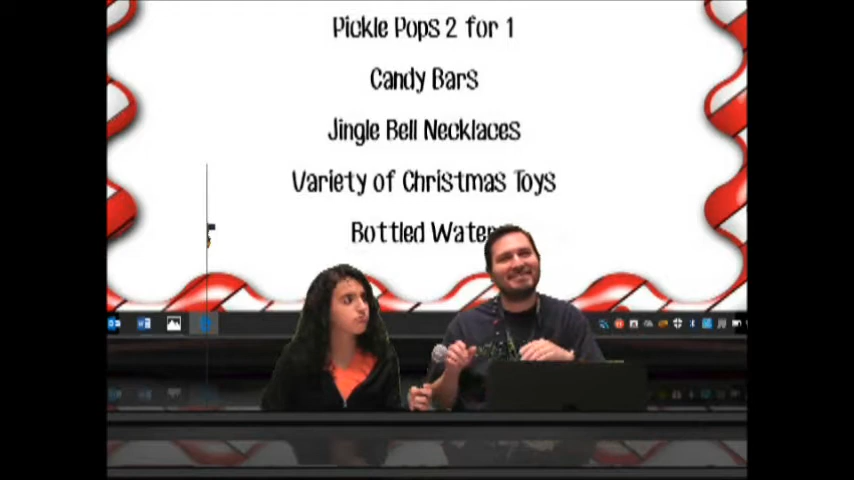 Pickle Pops 2 for 1
Candy Bars
Jingle Bell Necklaces
Variety of Christmas Toys
Bottled Water